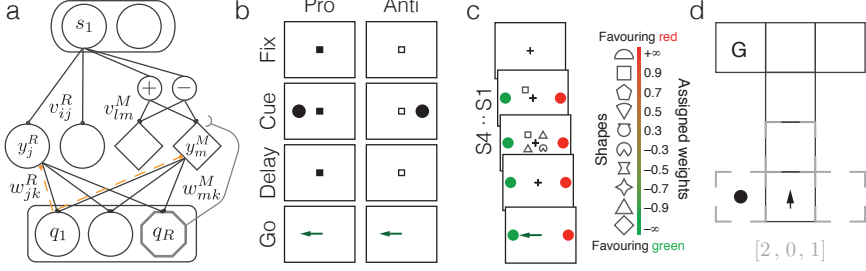 a
s1
+
−
v^R_ij
v^M_lm
y^R_j
y^M_m
w^R_jk
w^M_mk
q1
qR
b
Pro
Anti
Fix
Cue
Delay
Go
c
S4 : : S1
Favouring red
+∞
0.9
0.7
0.5
0.3
−0.3
−0.5
−0.7
−0.9
−∞
Shapes
Assigned weights
Favouring green
d
G
[2, 0, 1]